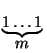 1 . . . 1
m